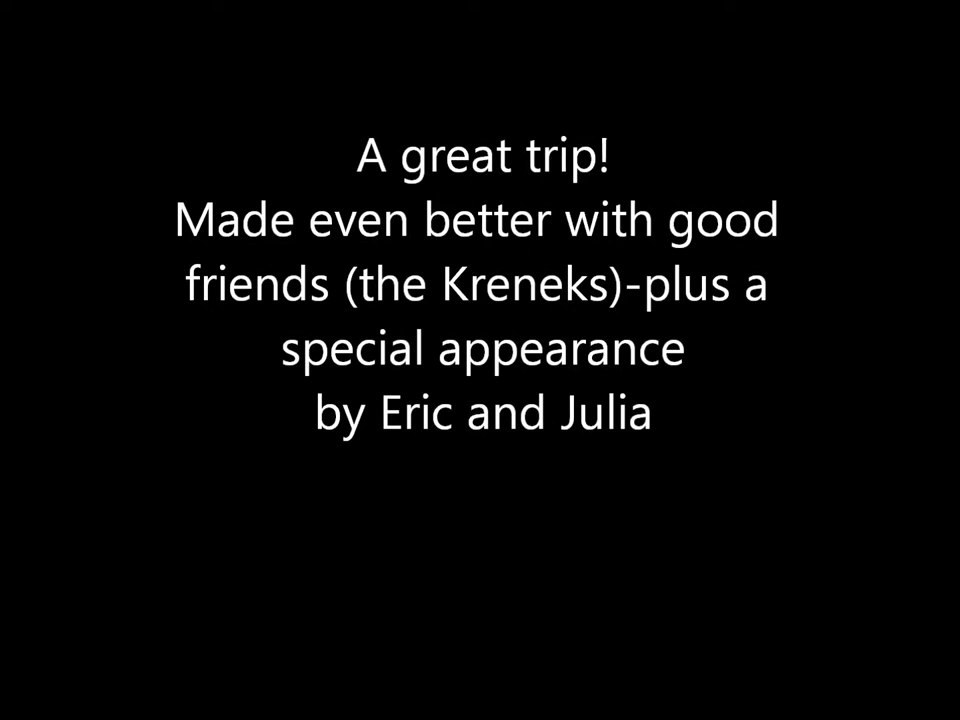 A great trip!
Made even better with good
friends (the Kreneks)-plus a
special appearance
by Eric and Julia